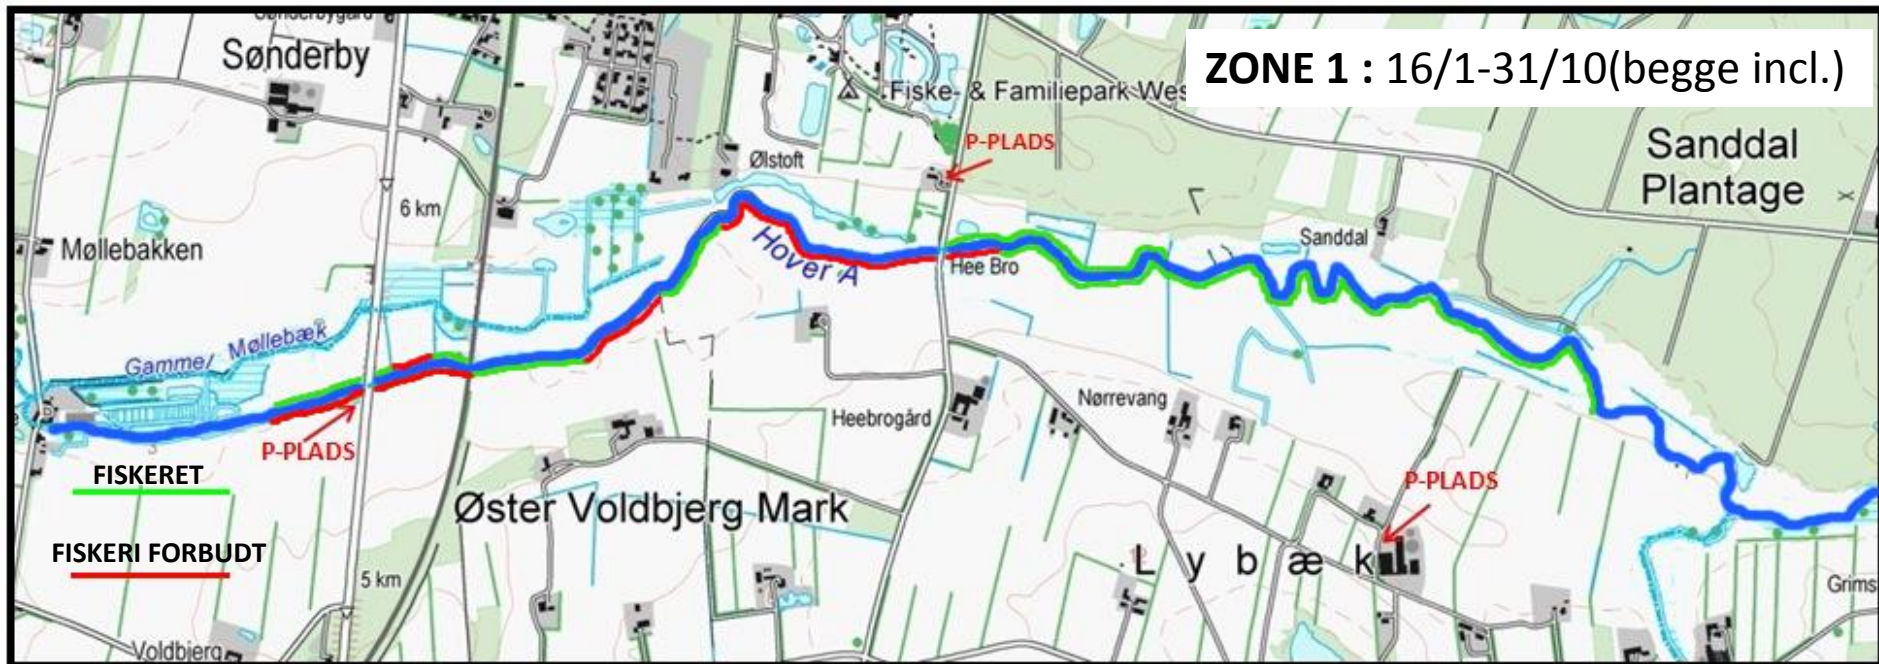 Sønderbygård
Sønderby
ZONE 1 : 16/1-31/10(begge incl.)
Fiske- & Familiepark Wes
P-PLADS
Sanddal
Plantage
Ølstoft
6 km
Møllebakken
Hover Å
Hee Bro
Sanddal
Gammel Møllebæk
P-PLADS
FISKERET
FISKERI FORBUDT
Heebrogård
Nørrevang
Øster Voldbjerg Mark
P-PLADS
Lybæk
5 km
Grims
Voldbjerg